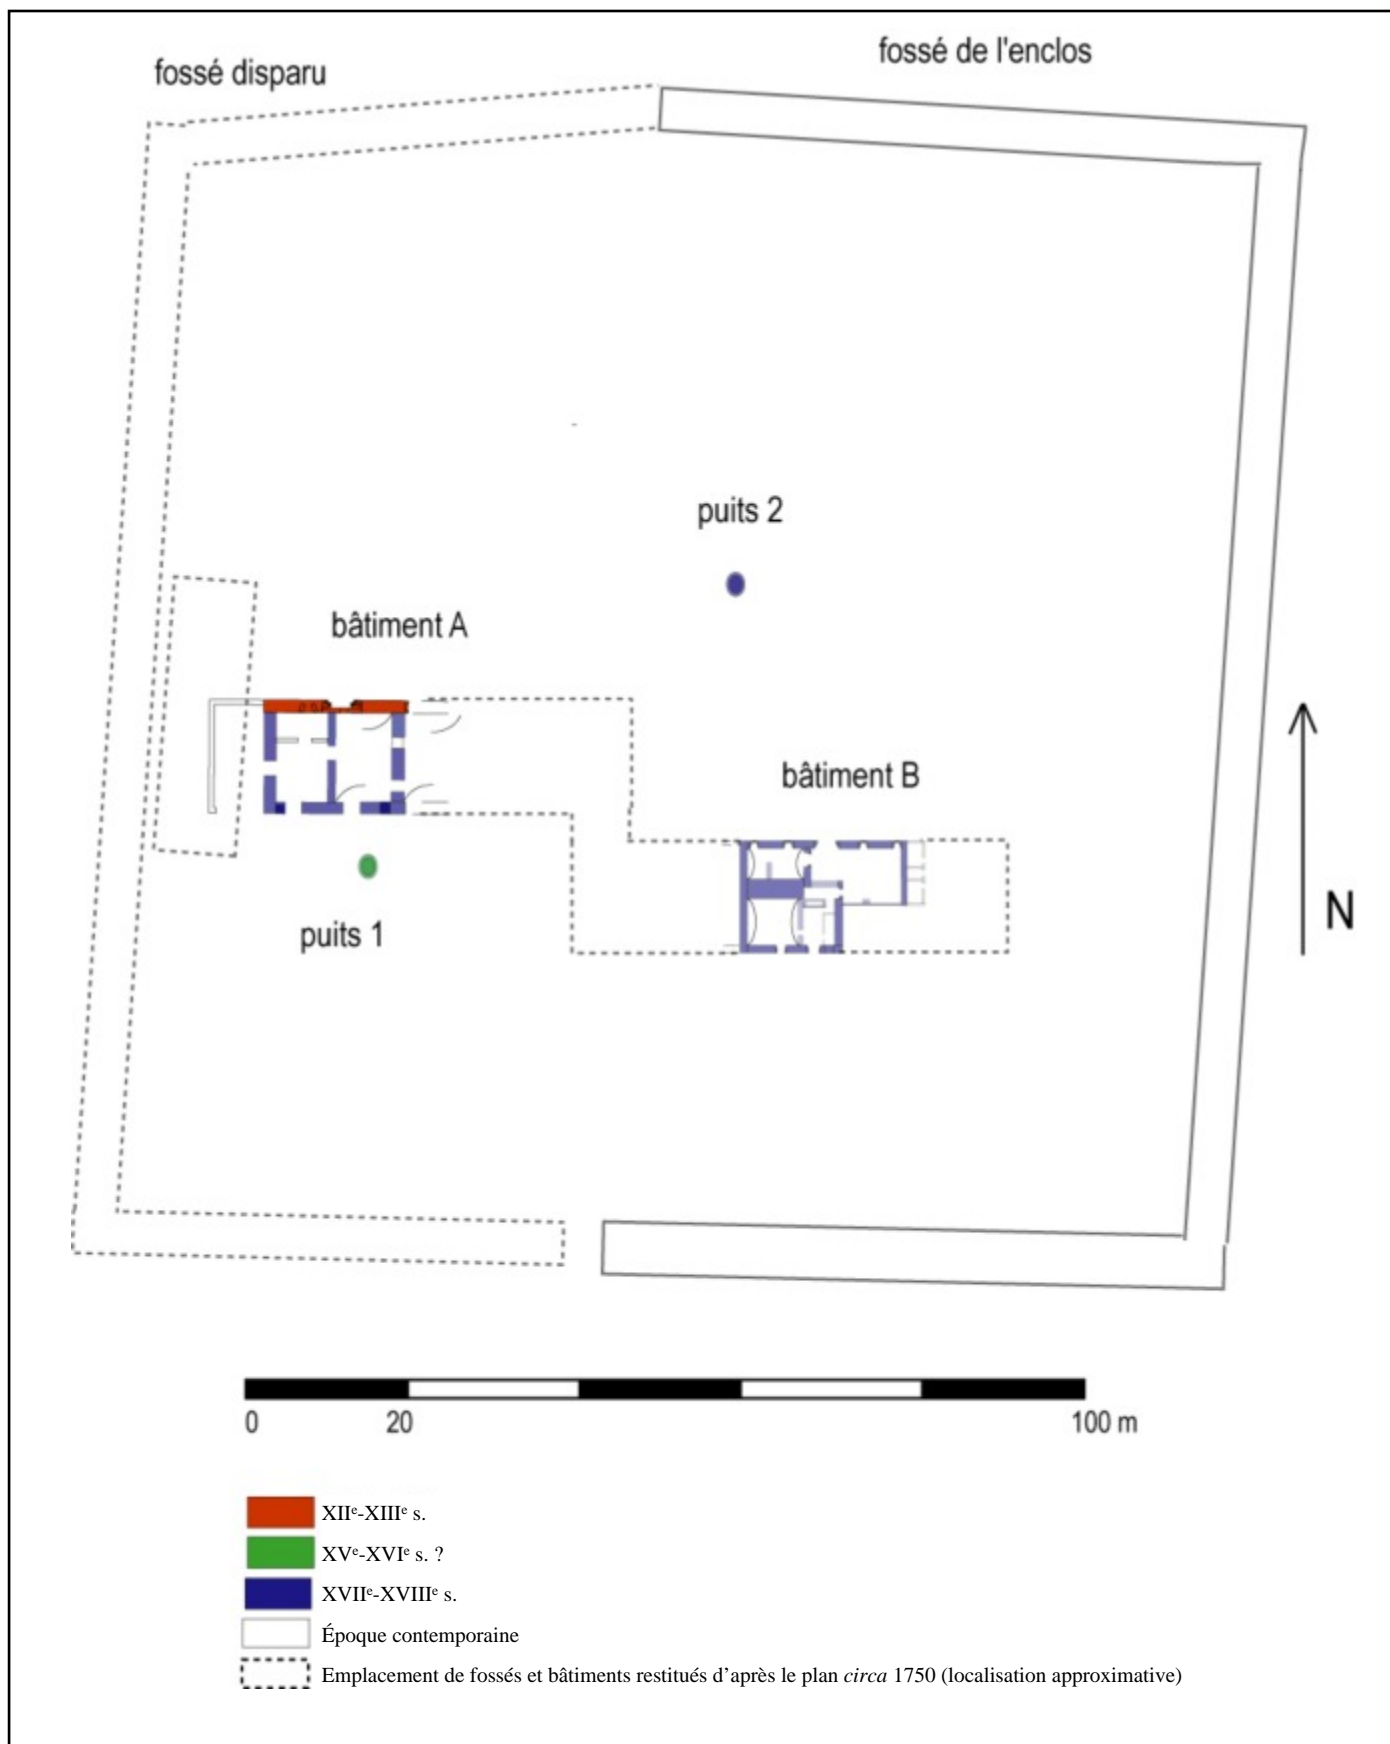 fossé disparu
fossé de l'enclos
puits 2
bâtiment A
bâtiment B
puits 1
N
0 20 100 m
XIIᵉ-XIIIᵉ s.
XVᵉ-XVIᵉ s. ?
XVIIᵉ-XVIIIᵉ s.
Époque contemporaine
Emplacement de fossés et bâtiments restitués d’après le plan circa 1750 (localisation approximative)